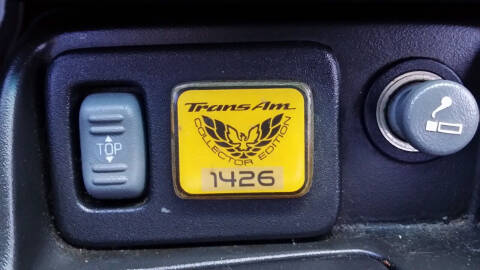 TOP
Trans Am
COLLECTOR EDITION
1426